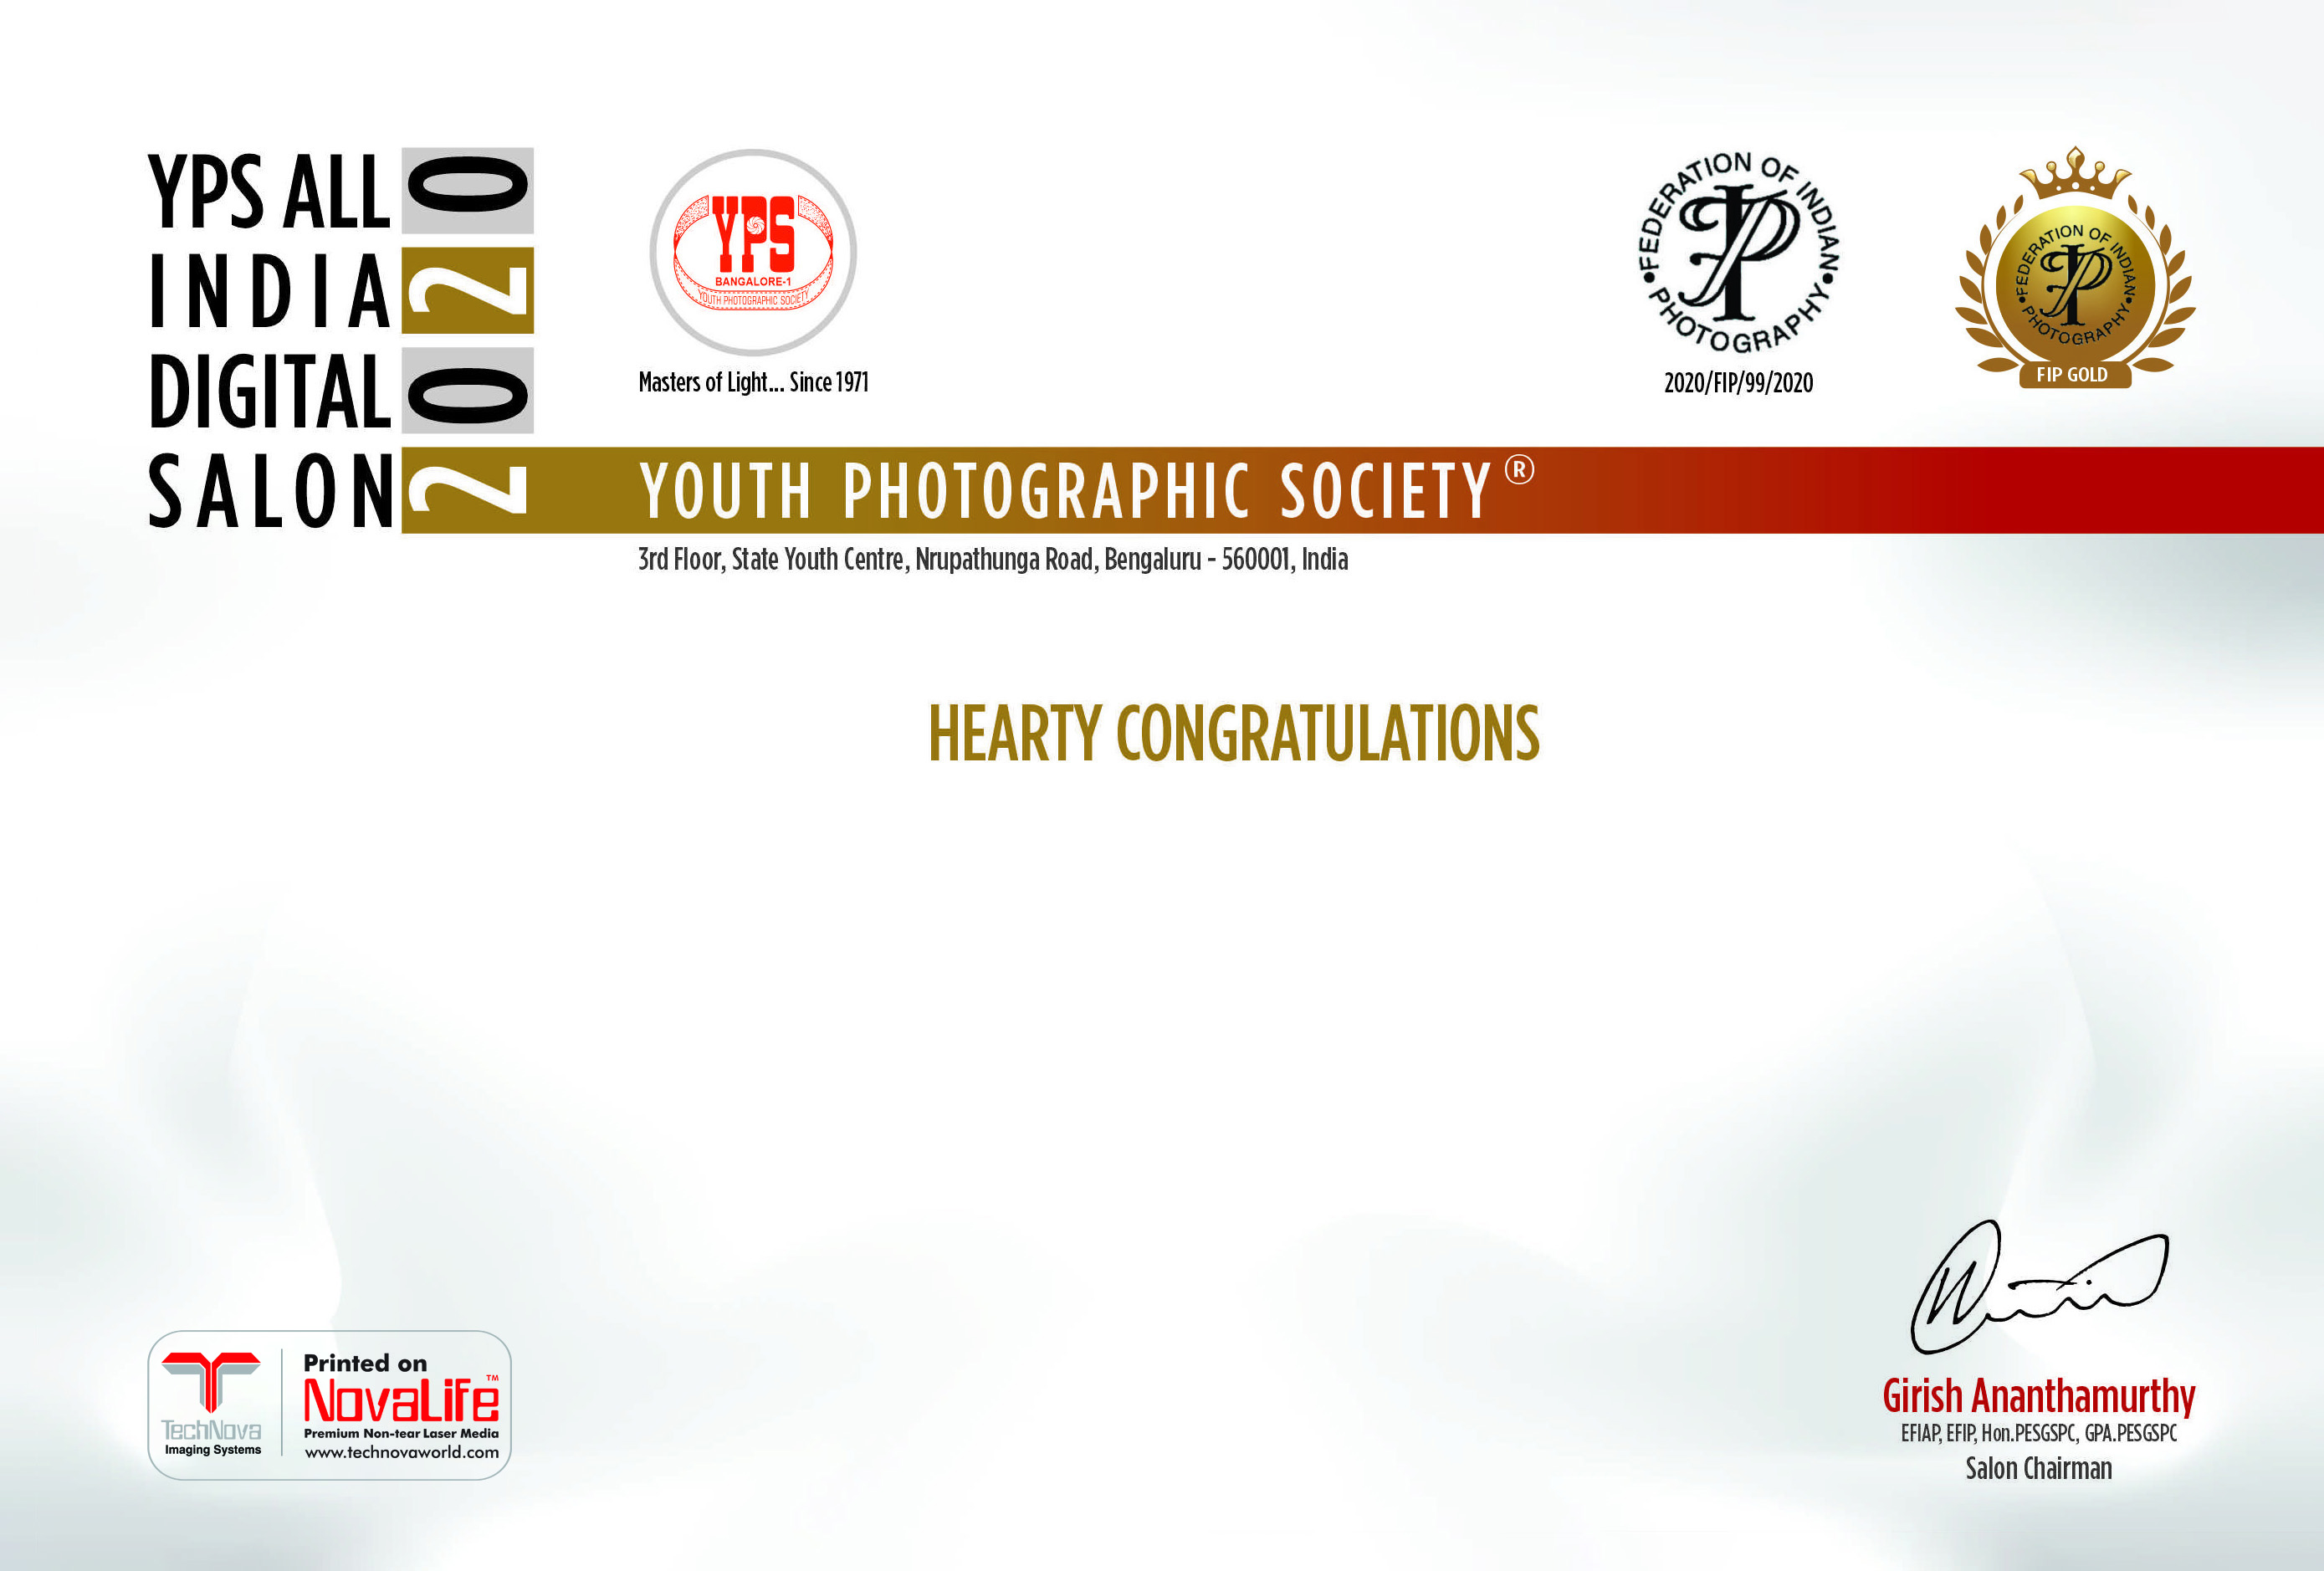 YPS ALL
INDIA
DIGITAL
SALON
2020
YPS
BANGALORE-1
YOUTH PHOTOGRAPHIC SOCIETY
Masters of Light... Since 1971
FEDERATION OF INDIAN
PHOTOGRAPHY
2020/FIP/99/2020
FEDERATION OF INDIAN
PHOTOGRAPHY
FIP GOLD
YOUTH PHOTOGRAPHIC SOCIETY®
3rd Floor, State Youth Centre, Nrupathunga Road, Bengaluru - 560001, India
HEARTY CONGRATULATIONS
TechNova
Imaging Systems
Printed on
NovaLife™
Premium Non-tear Laser Media
www.technovaworld.com
Girish Ananthamurthy
EFIAP, EFIP, Hon.PESGSPC, GPA.PESGSPC
Salon Chairman